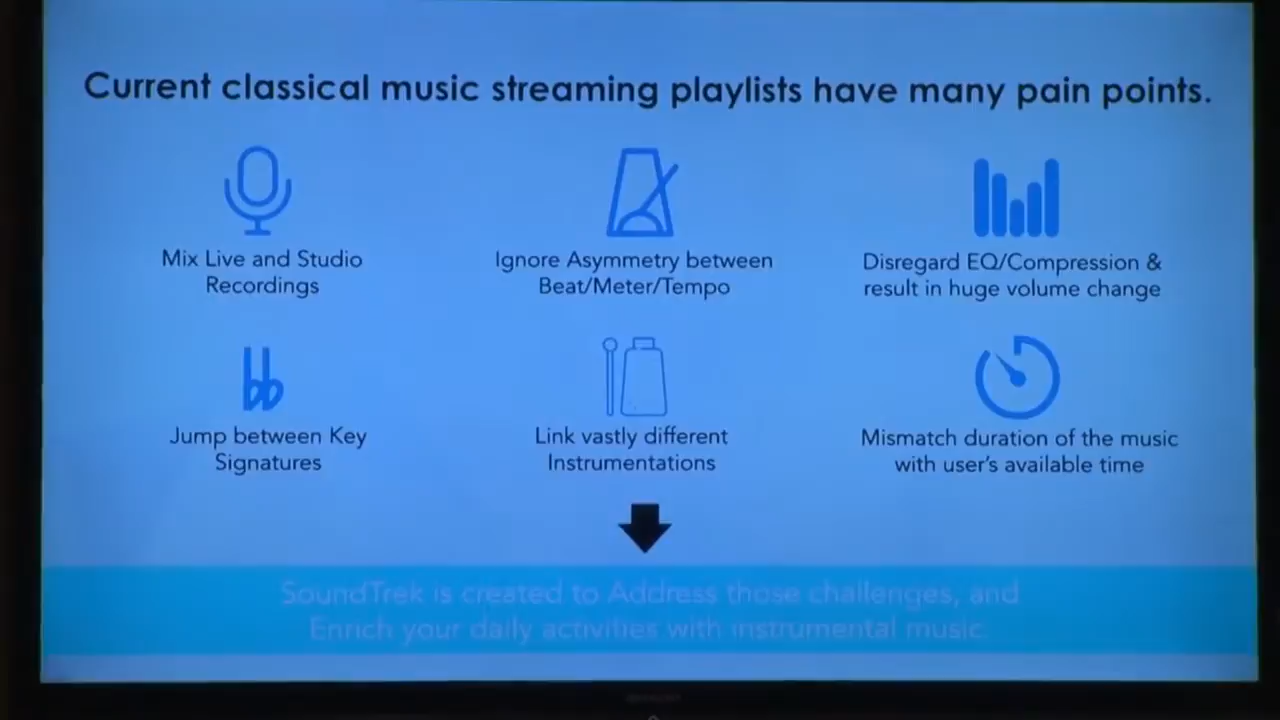 Current classical music streaming playlists have many pain points.
Mix Live and Studio
Recordings
Ignore Asymmetry between
Beat/Meter/Tempo
Disregard EQ/Compression &
result in huge volume change
Jump between Key
Signatures
Link vastly different
Instrumentations
Mismatch duration of the music
with user's available time
SoundTrek is created to Address those challenges, and
Enrich your daily activities with instrumental music